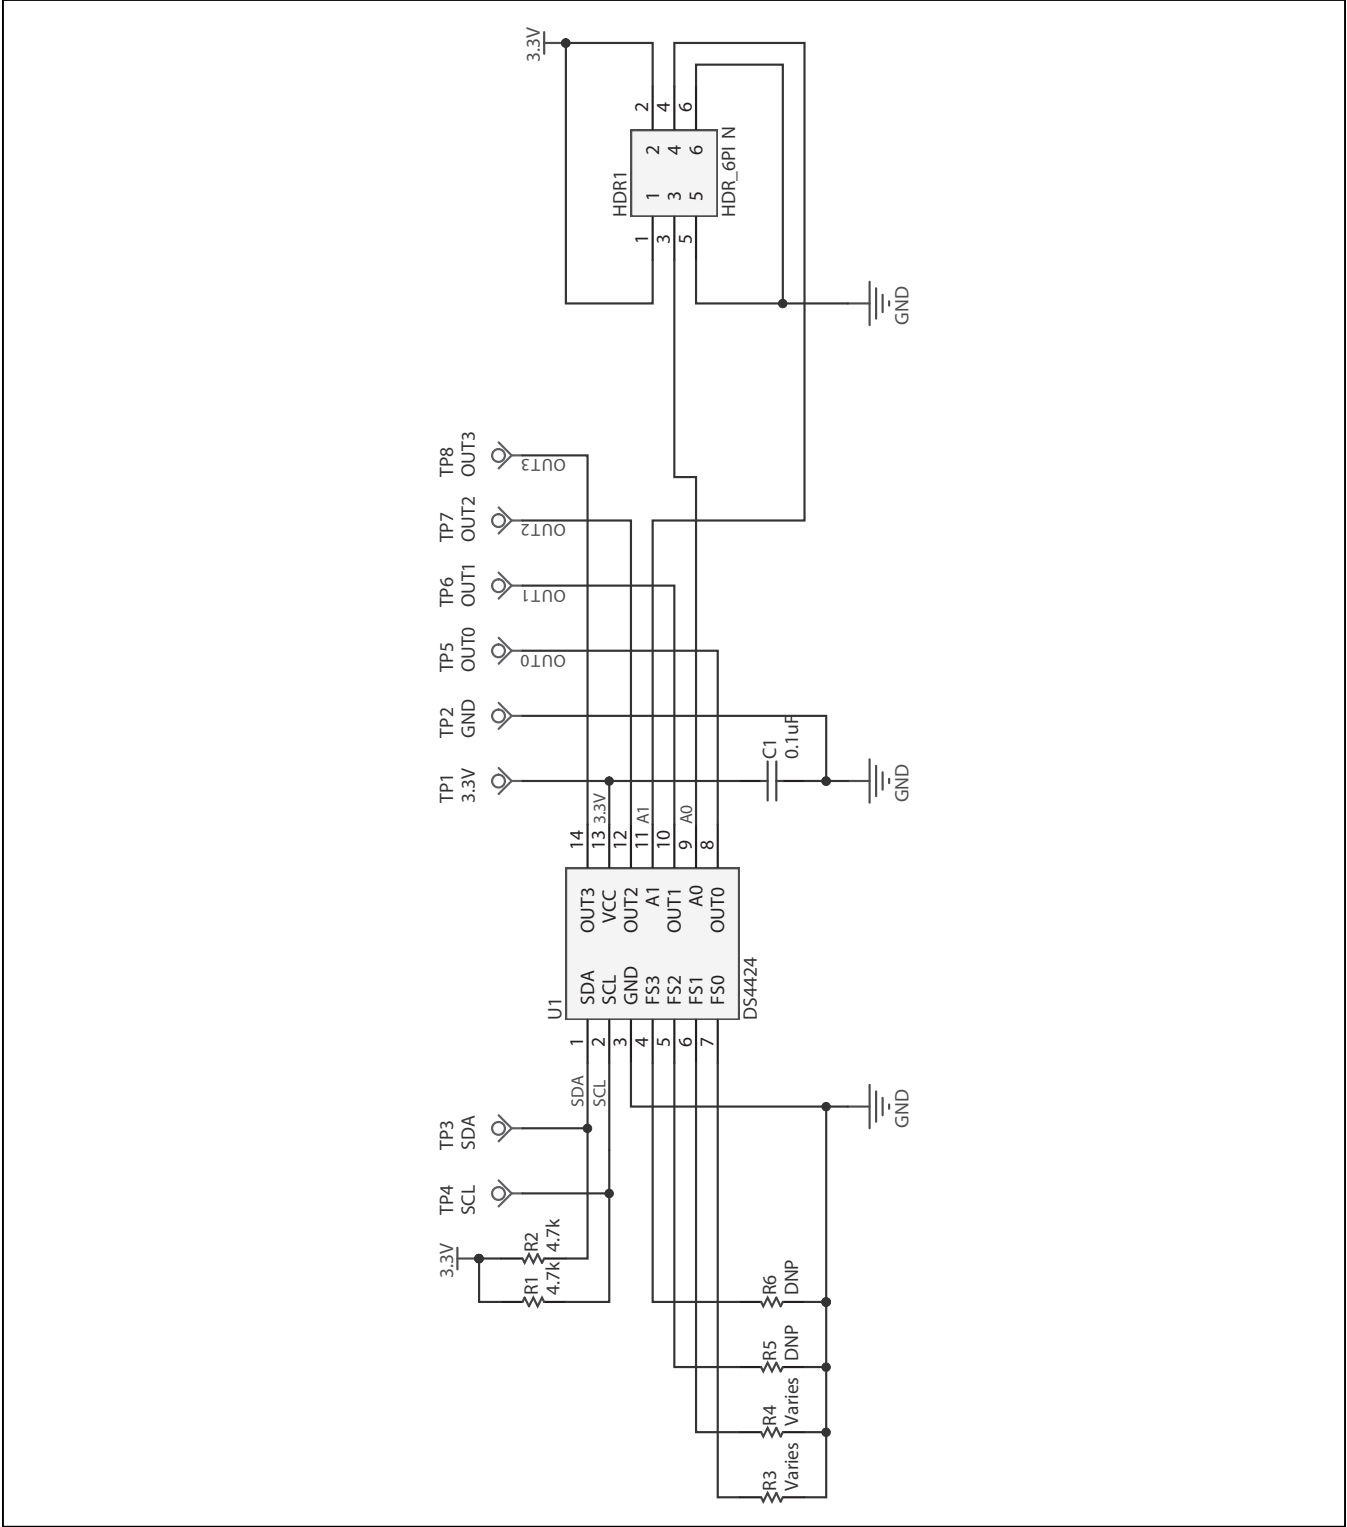 3.3V
2
4
6
2
4
6
1
3
5
HDR1
HDR_6PI N
1
3
5
GND
TP8
OUT3
OUT3
TP7
OUT2
OUT2
TP6
OUT1
OUT1
TP5
OUT0
OUT0
TP2
GND
TP1
3.3V
C1
0.1uF
GND
3.3V
A1
A0
14
13
12
11
10
9
8
OUT3
VCC
OUT2
A1
OUT1
A0
OUT0
SDA
SCL
GND
FS3
FS2
FS1
FS0
U1
DS4424
1
2
3
4
5
6
7
SDA
SCL
GND
TP3
SDA
TP4
SCL
3.3V
R2
4.7k
R1
4.7k
R6
DNP
R5
DNP
R4
Varies
R3
Varies